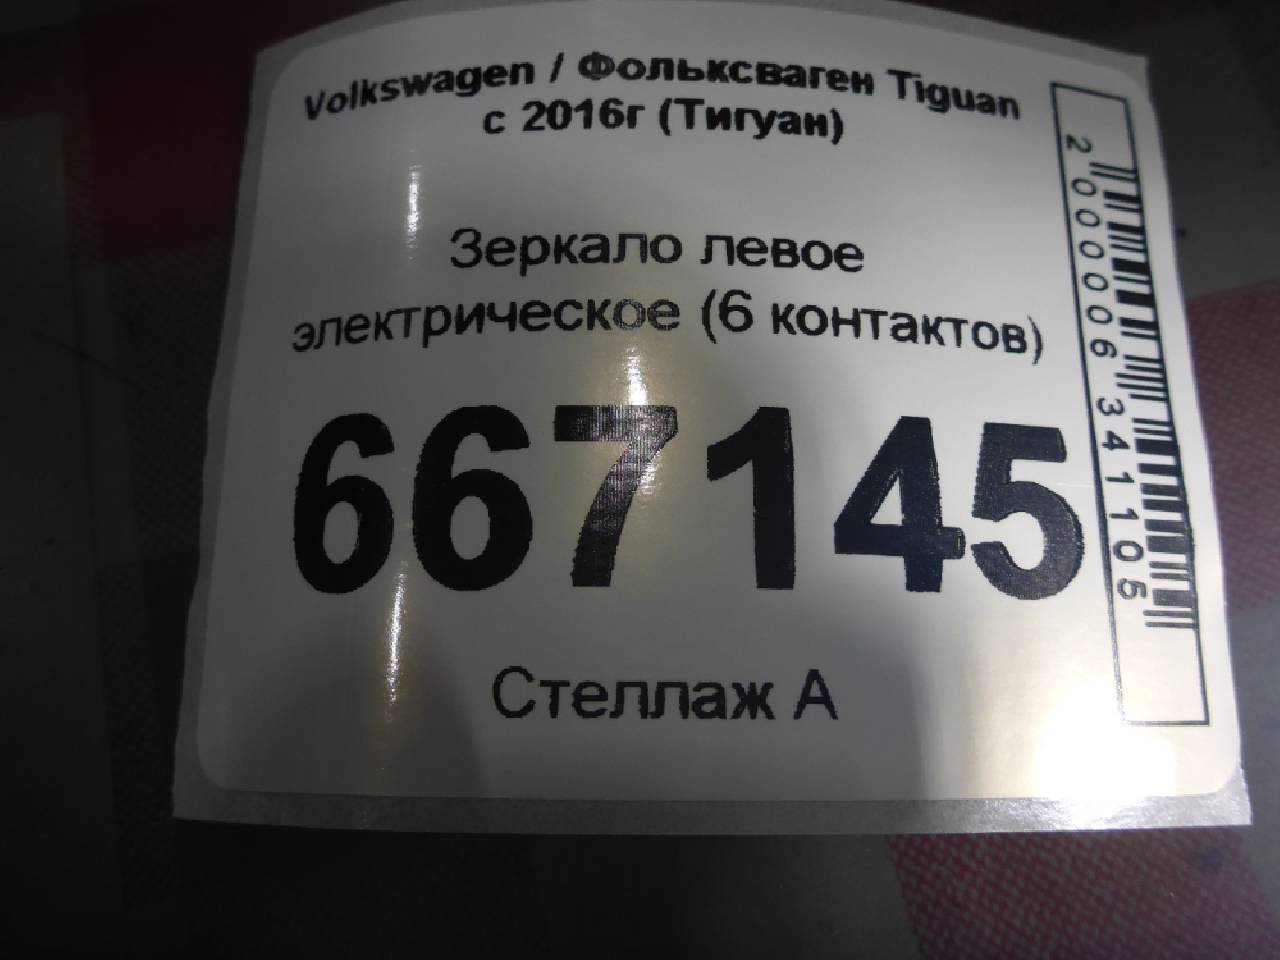 Volkswagen / Фольксваген Tiguan
с 2016г (Тигуан)
Зеркало левое
электрическое (6 контактов)
667145
Стеллаж А
2000006341105